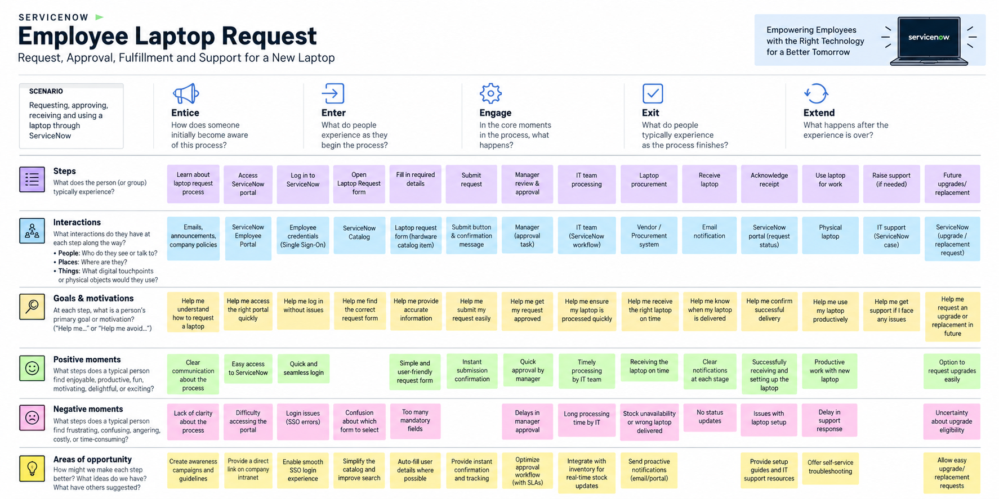 SERVICENOW
Employee Laptop Request
Request, Approval, Fulfillment and Support for a New Laptop
Empowering Employees
with the Right Technology
for a Better Tomorrow
servicenow
SCENARIO
Requesting, approving,
receiving and using a
laptop through
ServiceNow
Entice
How does someone
initially become aware
of this process?
Enter
What do people
experience as they
begin the process?
Engage
In the core moments
in the process, what
happens?
Exit
What do people
typically experience
as the process finishes?
Extend
What happens after the
experience is over?
Steps
What does the person (or group)
typically experience?
Learn about
laptop request
process
Access
ServiceNow
portal
Log in to
ServiceNow
Open
Laptop Request
form
Fill in required
details
Submit
request
Manager
review &
approval
IT team
processing
Laptop
procurement
Receive
laptop
Acknowledge
receipt
Use laptop
for work
Raise support
(if needed)
Future
upgrades/
replacement
Interactions
What interactions do they have at
each step along the way?
• People: Who do they see or talk to?
• Places: Where are they?
• Things: What digital touchpoints
or physical objects would they use?
Emails,
announcements,
company policies
ServiceNow
Employee
Portal
Employee
credentials
(Single Sign-On)
ServiceNow
Catalog
Laptop request
form (hardware
catalog item)
Submit button
& confirmation
message
Manager
(approval
task)
IT team
(ServiceNow
workflow)
Vendor /
Procurement
system
Email
notification
ServiceNow
portal (request
status)
Physical
laptop
IT support
(ServiceNow
case)
ServiceNow
(upgrade /
replacement
request)
Goals & motivations
At each step, what is a person's
primary goal or motivation?
("Help me..." or "Help me avoid...")
Help me
understand
how to request
a laptop
Help me access
the right portal
quickly
Help me log in
without issues
Help me find
the correct
request form
Help me provide
accurate
information
Help me
submit my
request easily
Help me get
my request
approved
Help me ensure
my laptop is
processed quickly
Help me receive
the right laptop
on time
Help me know
when my laptop
is delivered
Help me confirm
successful
delivery
Help me use
my laptop
productively
Help me get
support if I face
any issues
Help me
request an
upgrade or
replacement in
future
Positive moments
What steps does a typical person
find enjoyable, productive, fun,
motivating, delightful, or exciting?
Clear
communication
about the
process
Easy access
to ServiceNow
Quick and
seamless login
Simple and
user-friendly
request form
Instant
submission
confirmation
Quick
approval by
manager
Timely
processing
by IT team
Receiving the
laptop on time
Clear
notifications
at each stage
Successfully
receiving and
setting up the
laptop
Productive
work with new
laptop
Option to
request upgrades
easily
Negative moments
What steps does a typical person
find frustrating, confusing, angering,
costly, or time-consuming?
Lack of clarity
about the
process
Difficulty
accessing the
portal
Login issues
(SSO errors)
Confusion
about which
form to select
Too many
mandatory
fields
Delays in
manager
approval
Long processing
time by IT
Stock unavailability
or wrong laptop
delivered
No status
updates
Issues with
laptop setup
Delay in
support
response
Uncertainty
about upgrade
eligibility
Areas of opportunity
How might we make each step
better? What ideas do we have?
What have others suggested?
Create awareness
campaigns and
guidelines
Provide a direct
link on company
intranet
Enable smooth
SSO login
experience
Simplify the
catalog and
improve search
Auto-fill user
details where
possible
Provide instant
confirmation
and tracking
Optimize
approval
workflow
(with SLAs)
Integrate with
inventory for
real-time stock
updates
Send proactive
notifications
(email/portal)
Provide setup
guides and IT
support resources
Offer self-service
troubleshooting
Allow easy
upgrade/
replacement
requests